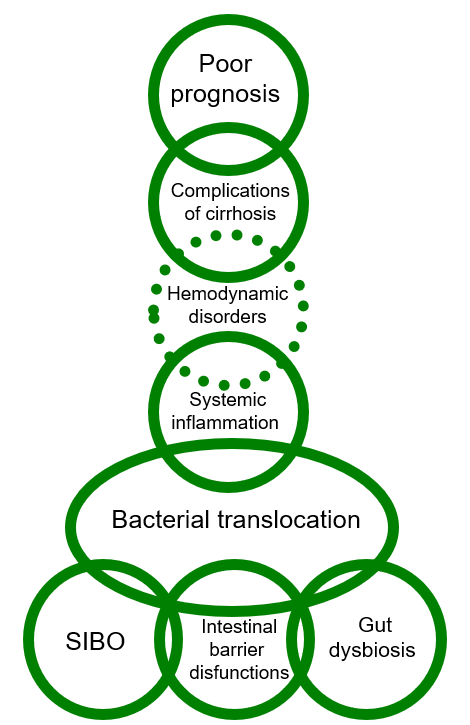 Poor
prognosis
Complications
of cirrhosis
Hemodynamic
disorders
Systemic
inflammation
Bacterial translocation
SIBO
Intestinal
barrier
disfunctions
Gut
dysbiosis